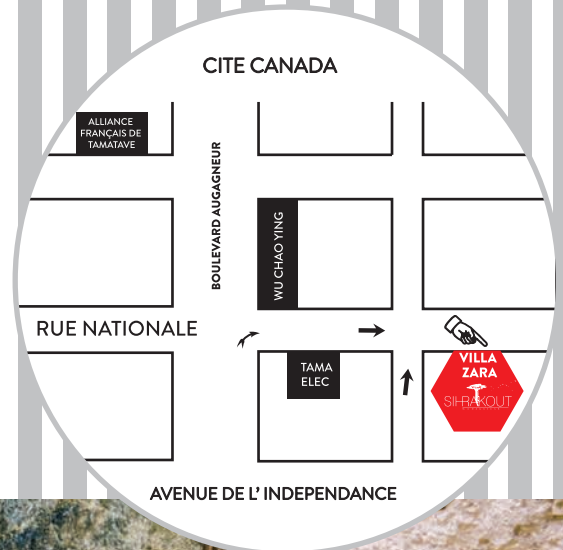 CITE CANADA
ALLIANCE
FRANÇAIS DE
TAMATAVE
BOULEVARD AUGAGNEUR
WU CHAO YING
RUE NATIONALE
TAMA
ELEC
VILLA
ZARA
SIHRAKOUT
AVENUE DE L' INDEPENDANCE